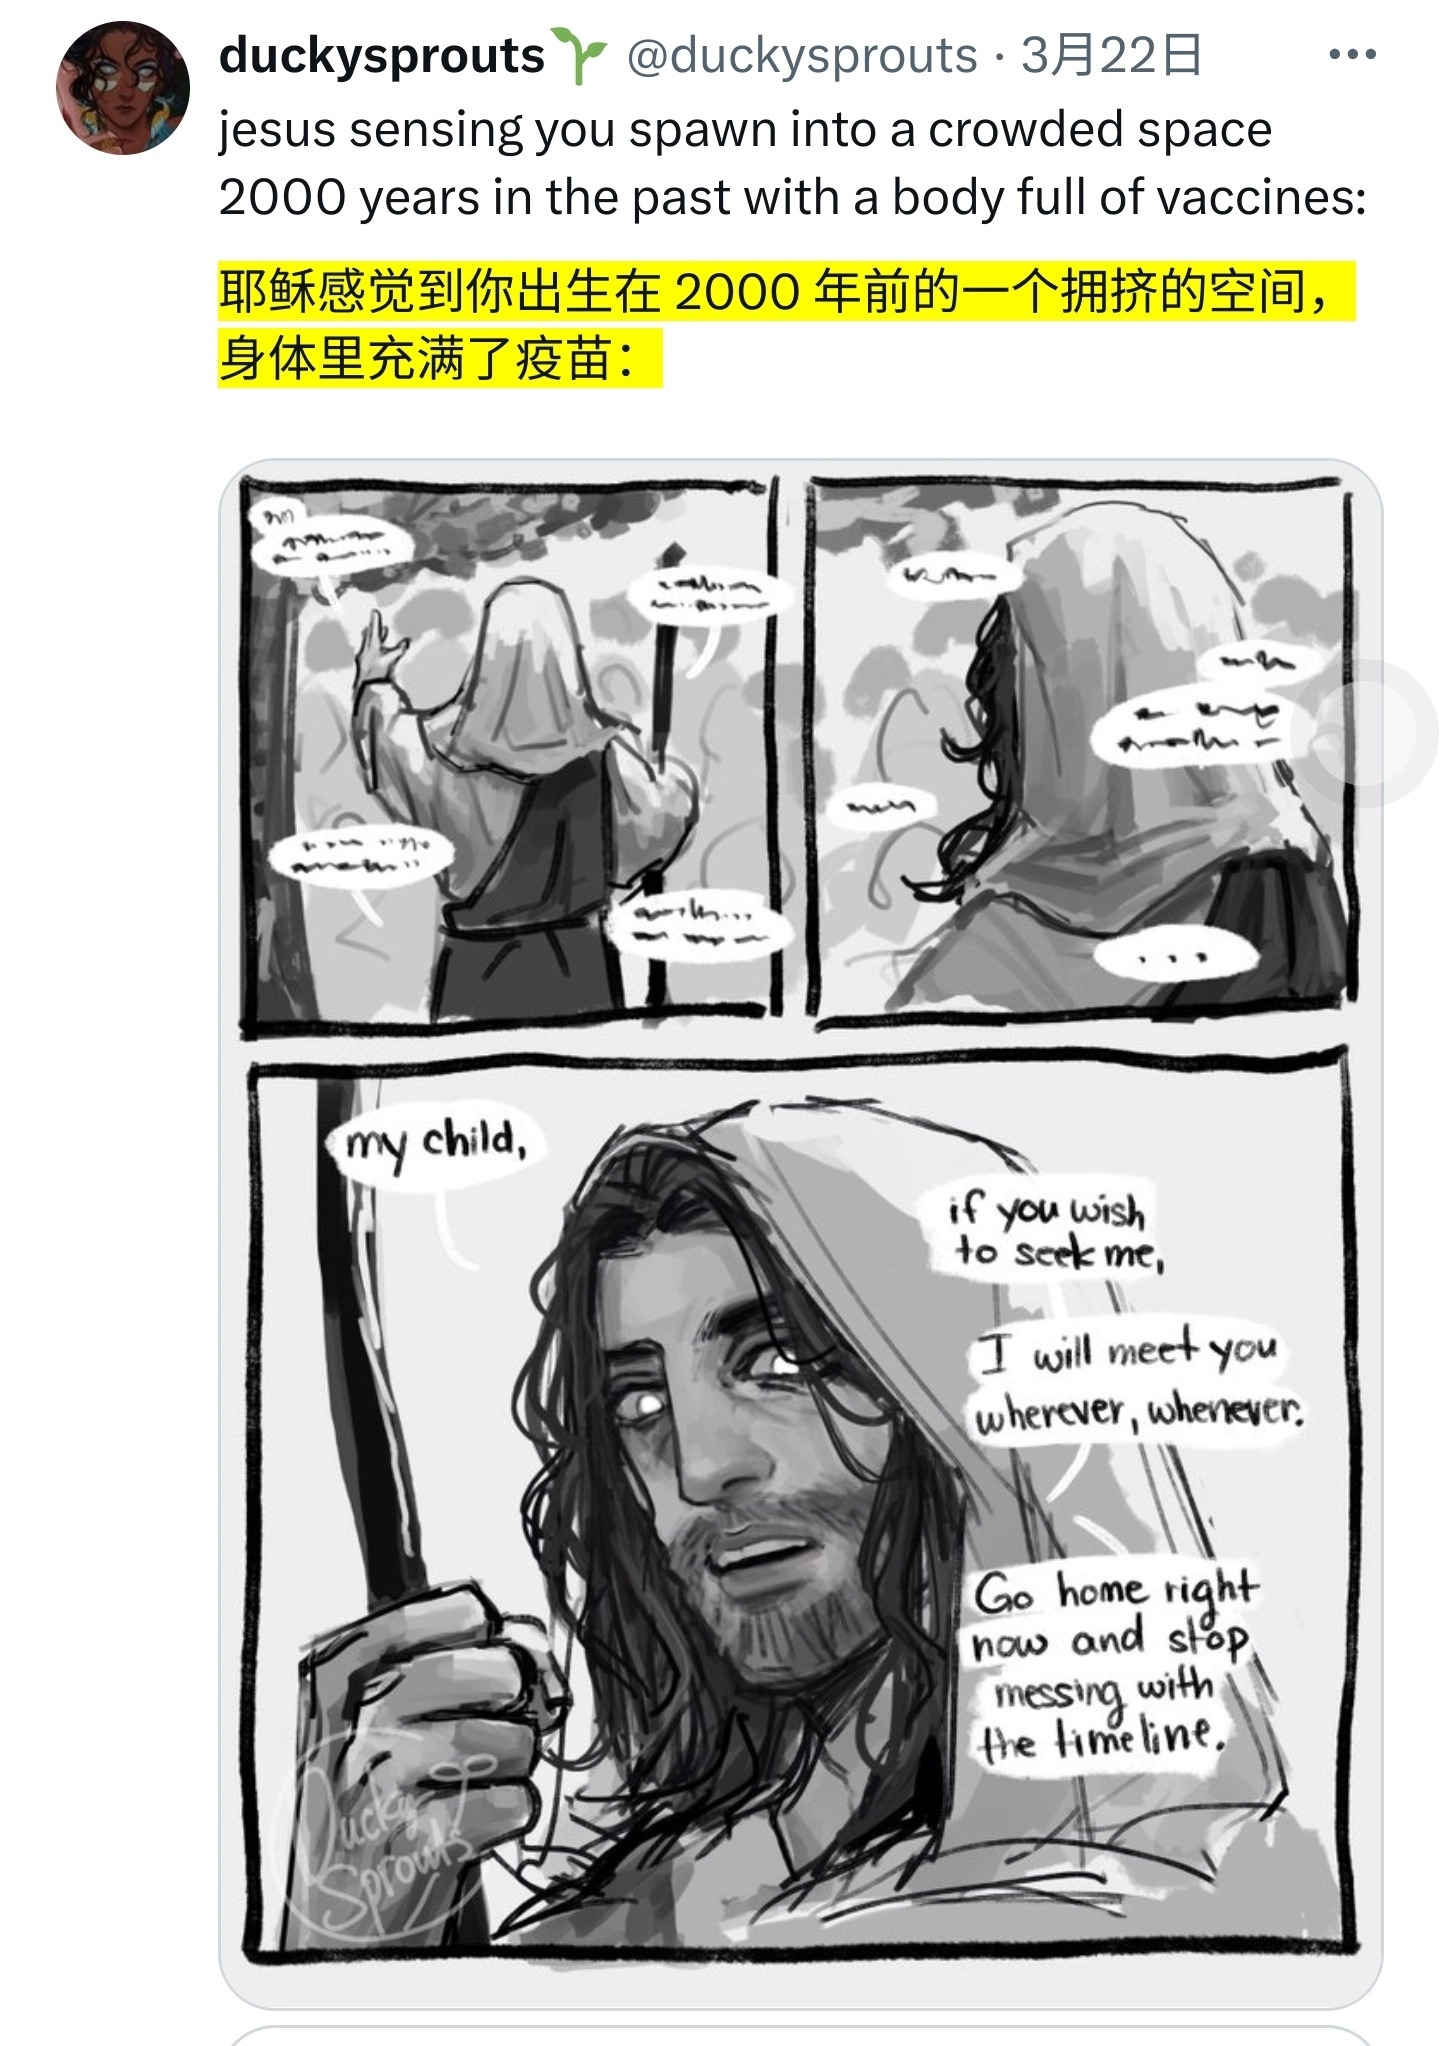 duckysprouts🌱 @duckysprouts · 3月22日
jesus sensing you spawn into a crowded space
2000 years in the past with a body full of vaccines:
耶稣感觉到你出生在 2000 年前的一个拥挤的空间，
身体里充满了疫苗：
...
my child,
if you wish
to seek me,
I will meet you
wherever, whenever.
Go home right
now and stop
messing with
the timeline.
Ducky
Sprouts